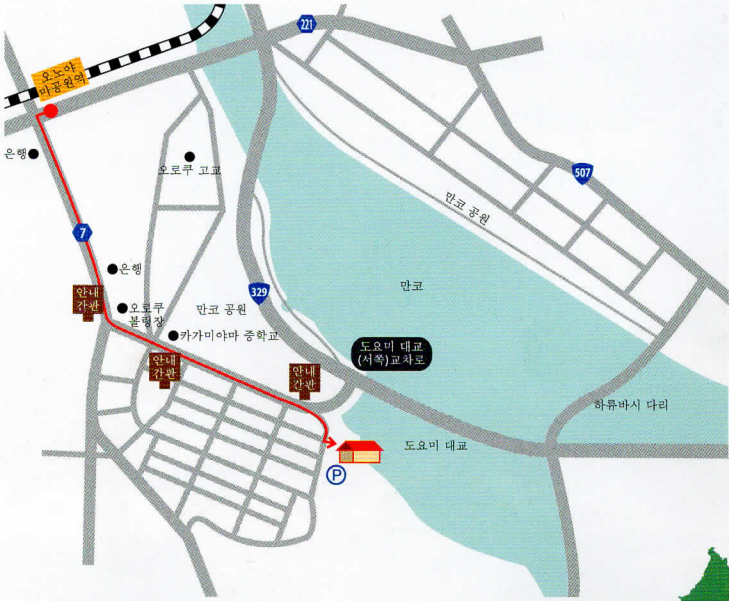 221
오노야
마공원역
은행
오로쿠 고교
507
만코 공원
7
은행
329
만코
안내
간판
오로쿠
볼링장
만코 공원
카가미야마 중학교
도요미 대교
(서쪽)교차로
안내
간판
안내
간판
하류바시 다리
도요미 대교
P